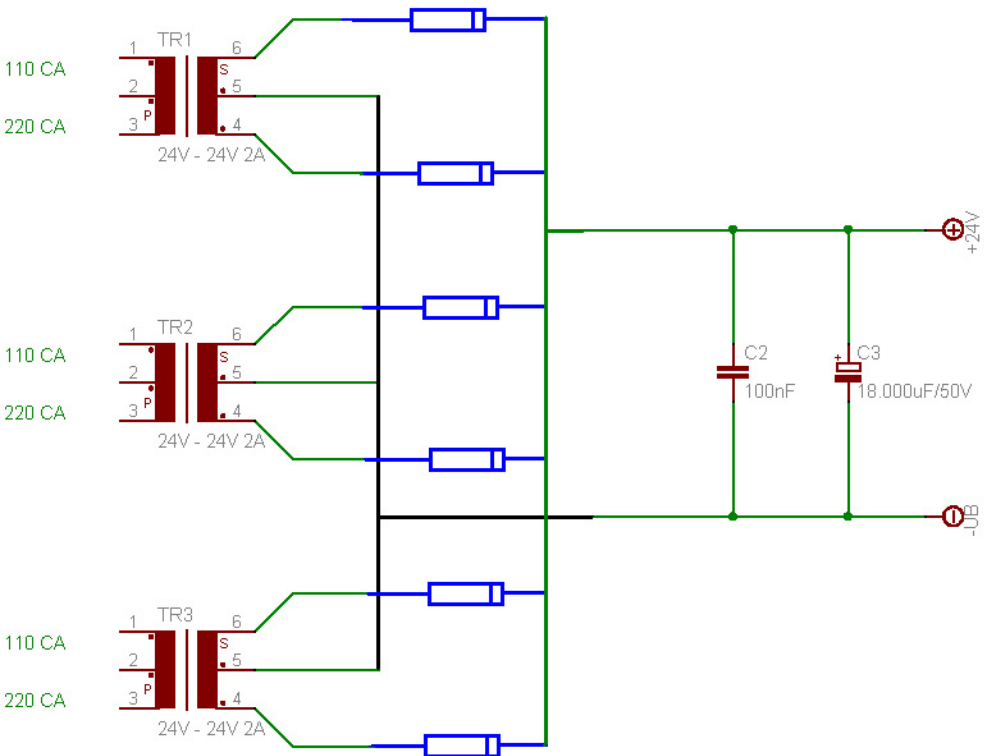 TR1
1
6
110 CA
S
2
5
P
220 CA
3
4
24V - 24V 2A
+24V
TR2
1
6
110 CA
S
2
5
P
220 CA
3
4
24V - 24V 2A
C2
100nF
+
C3
18.000uF/50V
-UB
TR3
1
6
110 CA
S
2
5
P
220 CA
3
4
24V - 24V 2A